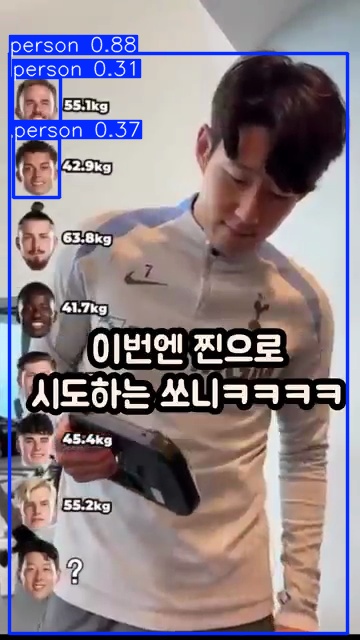 person 0.88
person 0.31
55.1kg
person 0.37
42.9kg
63.8kg
7
41.7kg
이번엔 찐으로
시도하는 쏘니ㅋㅋㅋㅋ
45.4kg
55.2kg
?